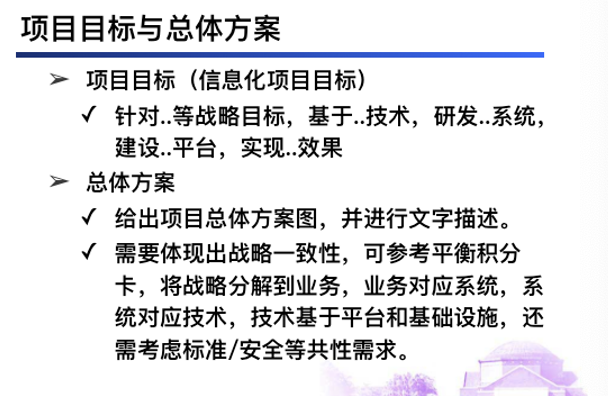 项目目标与总体方案
➢ 项目目标（信息化项目目标）
✓ 针对..等战略目标，基于..技术，研发..系统，
建设..平台，实现..效果
➢ 总体方案
✓ 给出项目总体方案图，并进行文字描述。
✓ 需要体现出战略一致性，可参考平衡积分
卡，将战略分解到业务，业务对应系统，系
统对应技术，技术基于平台和基础设施，还
需考虑标准/安全等共性需求。